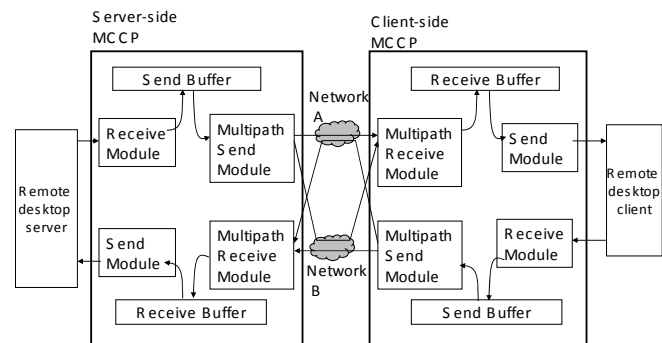 Server-side
MCCP
Client-side
MCCP
Send Buffer
Receive Buffer
Network
A
Receive
Module
Multipath
Send
Module
Multipath
Receive
Module
Send
Module
Remote
desktop
server
Remote
desktop
client
Send
Module
Multipath
Receive
Module
Multipath
Send
Module
Receive
Module
Network
B
Receive Buffer
Send Buffer